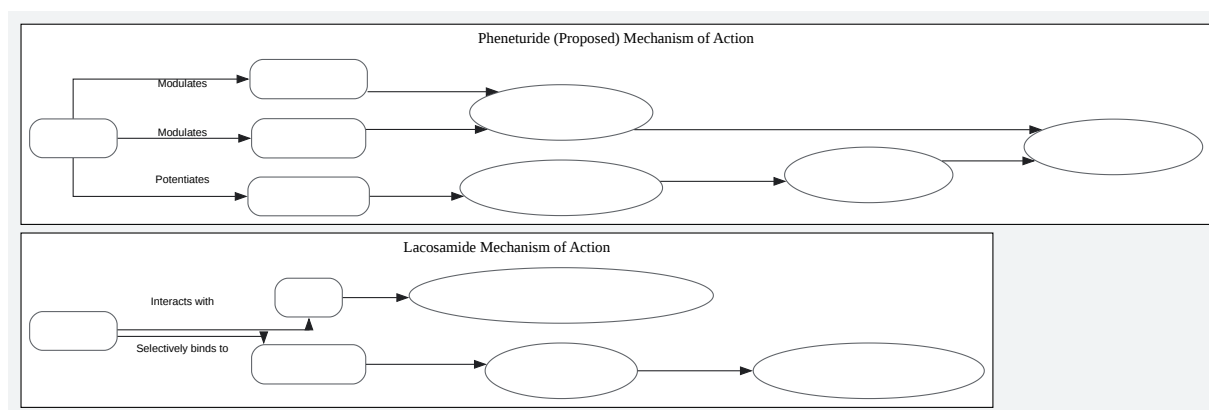 Pheneturide (Proposed) Mechanism of Action
Modulates
Modulates
Potentiates
Lacosamide Mechanism of Action
Interacts with
Selectively binds to